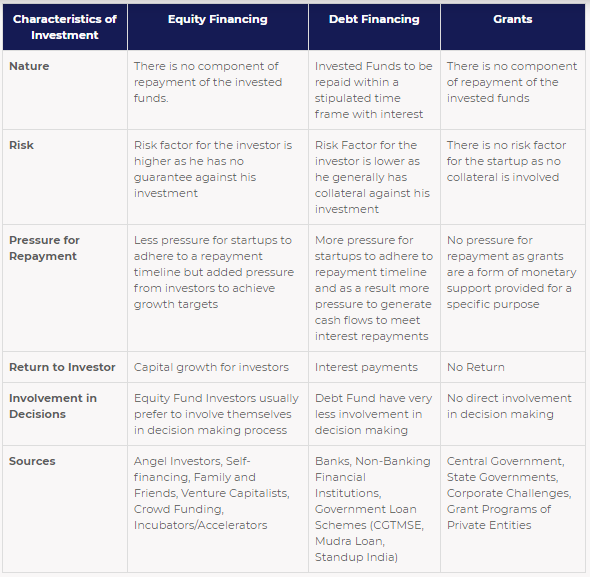 Characteristics of
Investment
Equity Financing
Debt Financing
Grants
Nature
There is no component of
repayment of the invested
funds.
Invested Funds to be
repaid within a
stipulated time
frame with interest
There is no component
of repayment of the
invested funds
Risk
Risk factor for the investor is
higher as he has no
guarantee against his
investment
Risk Factor for the
investor is lower as
he generally has
collateral against his
investment
There is no risk factor
for the startup as no
collateral is involved
Pressure for
Repayment
Less pressure for startups to
adhere to a repayment
timeline but added pressure
from investors to achieve
growth targets
More pressure for
startups to adhere to
repayment timeline
and as a result more
pressure to generate
cash flows to meet
interest repayments
No pressure for
repayment as grants
are a form of monetary
support provided for a
specific purpose
Return to Investor
Capital growth for investors
Interest payments
No Return
Involvement in
Decisions
Equity Fund Investors usually
prefer to involve themselves
in decision making process
Debt Fund have very
less involvement in
decision making
No direct involvement
in decision making
Sources
Angel Investors, Self-
financing, Family and
Friends, Venture Capitalists,
Crowd Funding,
Incubators/Accelerators
Banks, Non-Banking
Financial
Institutions,
Government Loan
Schemes (CGTMSE,
Mudra Loan,
Standup India)
Central Government,
State Governments,
Corporate Challenges,
Grant Programs of
Private Entities